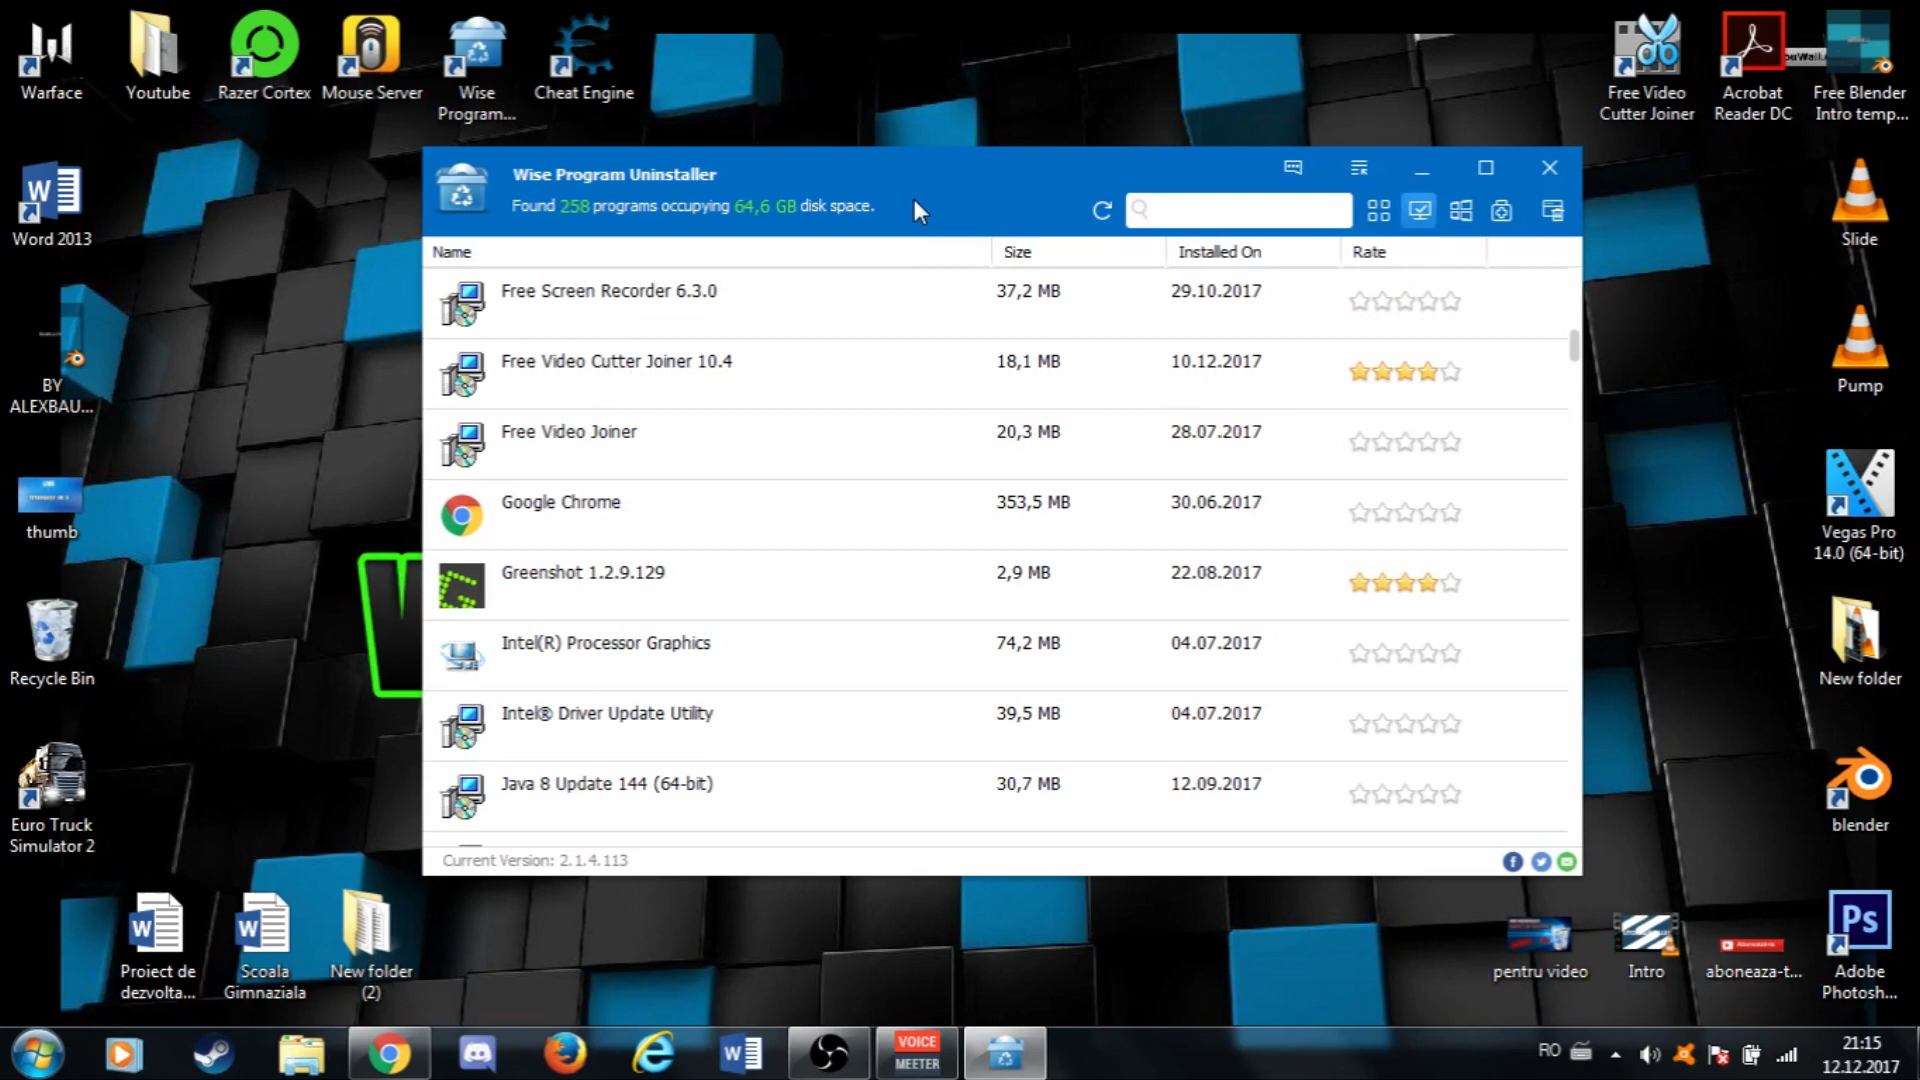 Warface
Youtube
Razer Cortex
Mouse Server
Wise
Program...
Cheat Engine
Free Video
Cutter Joiner
Acrobat
Reader DC
Free Blender
Intro temp...
Word 2013
BY
ALEXBAU...
thumb
Recycle Bin
Euro Truck
Simulator 2
Proiect de
dezvolta...
Scoala
Gimnaziala
New folder
(2)
Slide
Pump
Vegas Pro
14.0 (64-bit)
New folder
blender
Ps
Adobe
Photosh...
pentru video
Intro
aboneaza-t...
Wise Program Uninstaller
Found 258 programs occupying 64,6 GB disk space.
Name Size Installed On Rate
Free Screen Recorder 6.3.0 37,2 MB 29.10.2017
Free Video Cutter Joiner 10.4 18,1 MB 10.12.2017
Free Video Joiner 20,3 MB 28.07.2017
Google Chrome 353,5 MB 30.06.2017
Greenshot 1.2.9.129 2,9 MB 22.08.2017
Intel(R) Processor Graphics 74,2 MB 04.07.2017
Intel® Driver Update Utility 39,5 MB 04.07.2017
Java 8 Update 144 (64-bit) 30,7 MB 12.09.2017
Current Version: 2.1.4.113
VOICE
MEETER
RO
21:15
12.12.2017